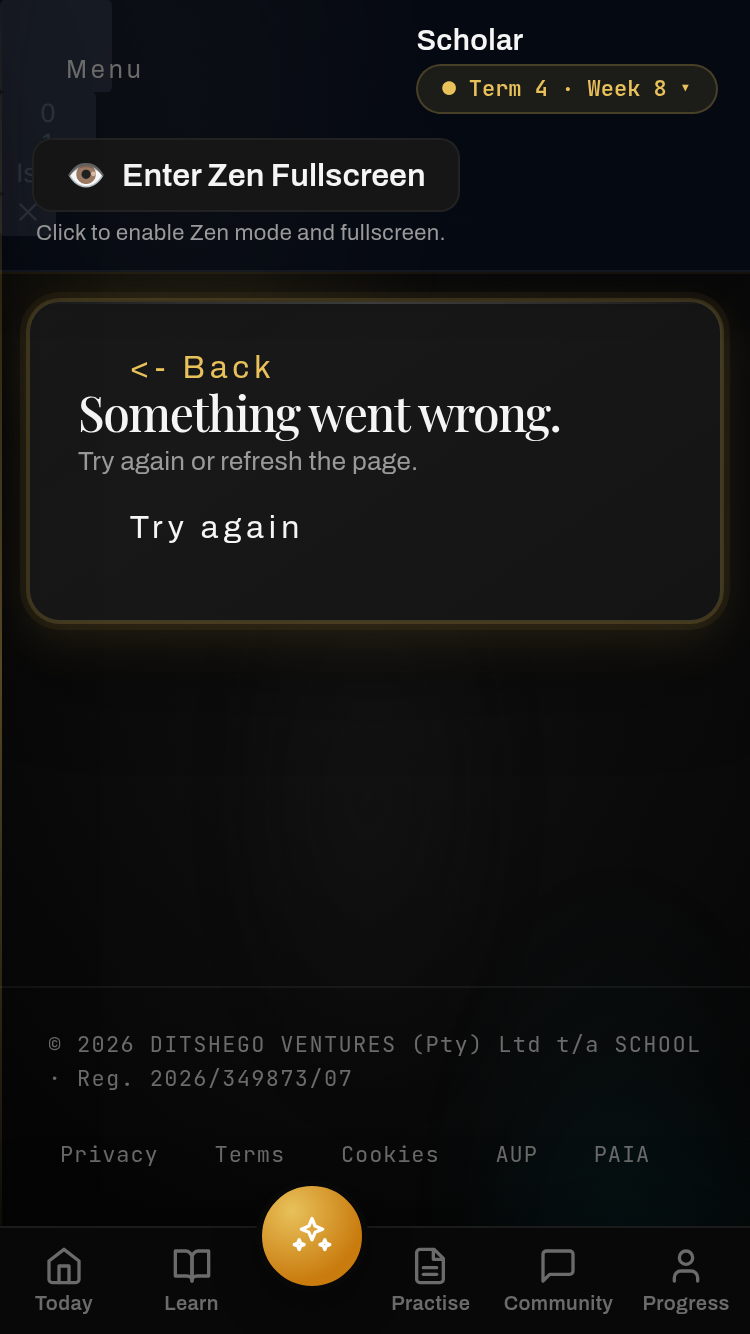 Scholar
Menu
Term 4 · Week 8 ▾
0
Enter Zen Fullscreen
Click to enable Zen mode and fullscreen.
<- Back
Something went wrong.
Try again or refresh the page.
Try again
© 2026 DITSHEGO VENTURES (Pty) Ltd t/a SCHOOL
· Reg. 2026/349873/07
Privacy Terms Cookies AUP PAIA
Today Learn Practise Community Progress